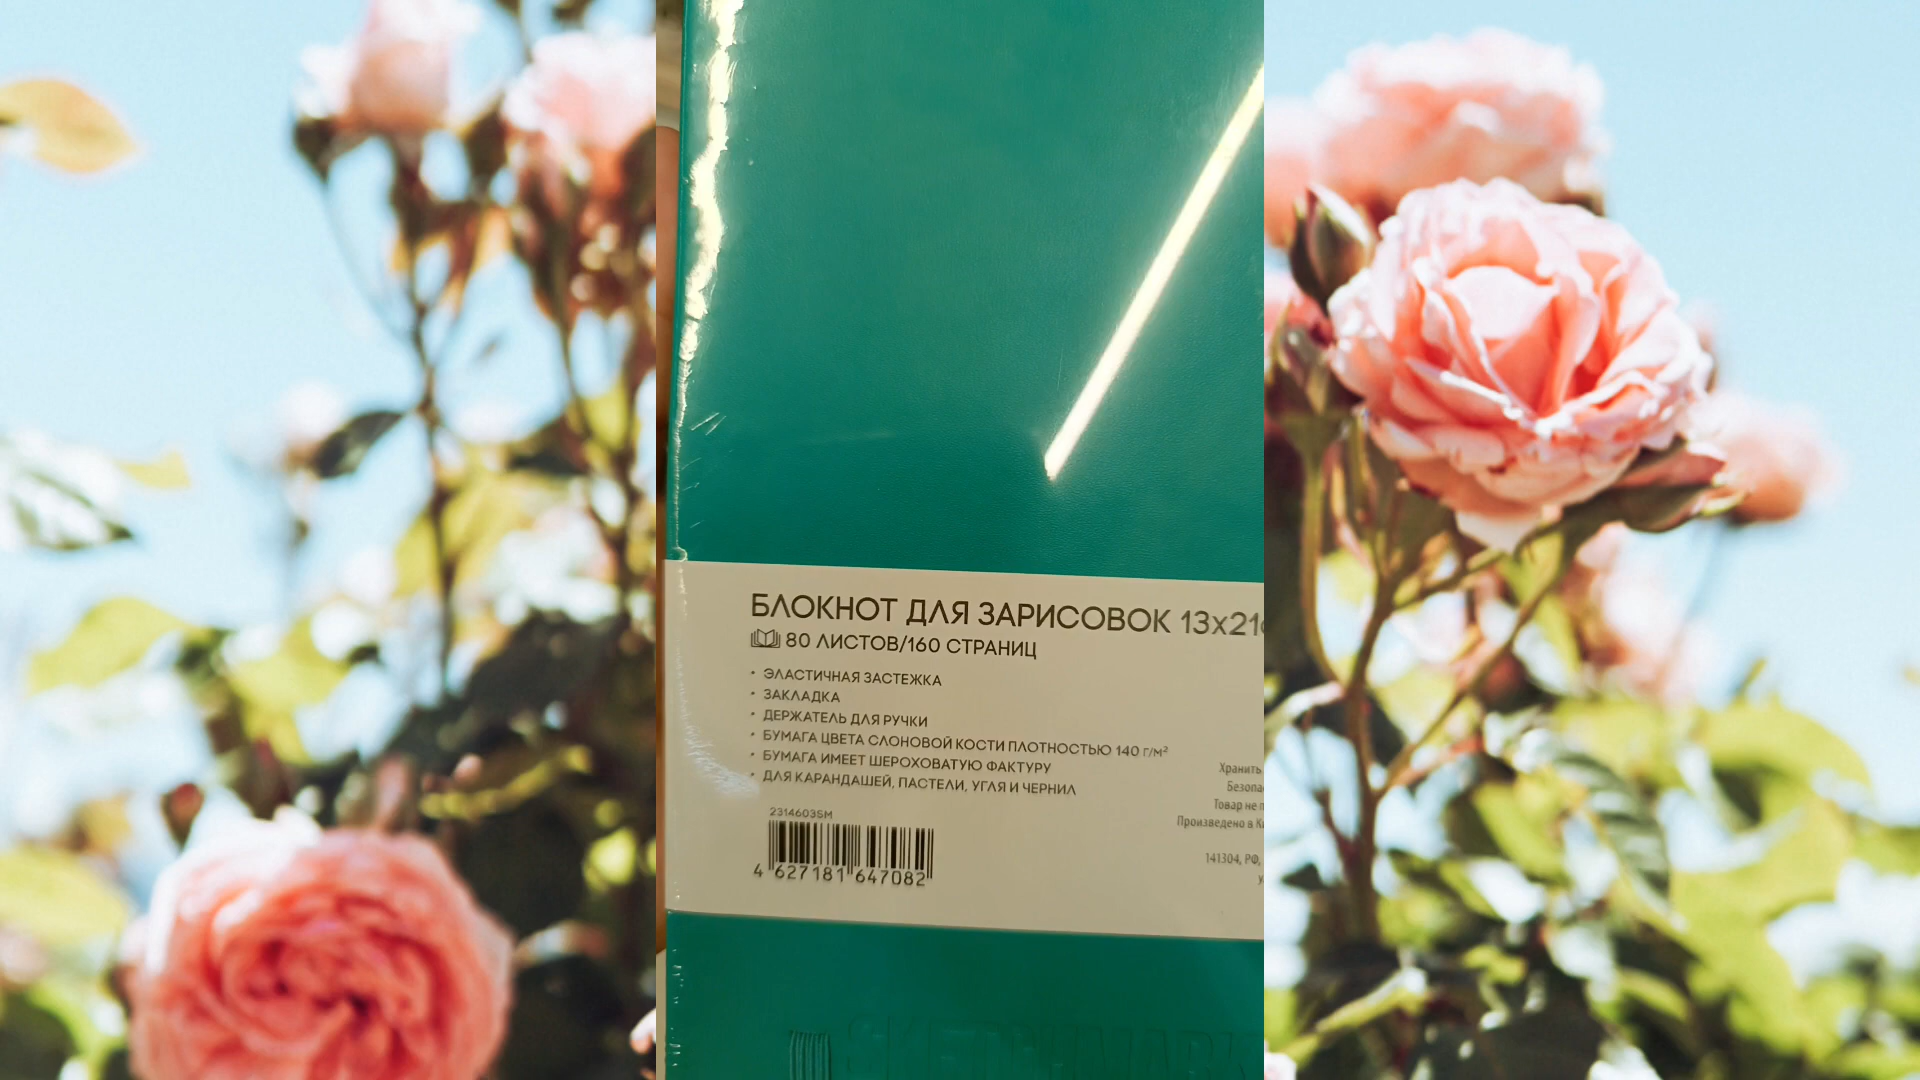 БЛОКНОТ ДЛЯ ЗАРИСОВОК 13х21
80 ЛИСТОВ/160 СТРАНИЦ
• ЭЛАСТИЧНАЯ ЗАСТЕЖКА
• ЗАКЛАДКА
• ДЕРЖАТЕЛЬ ДЛЯ РУЧКИ
• БУМАГА ЦВЕТА СЛОНОВОЙ КОСТИ ПЛОТНОСТЬЮ 140 г/м²
• БУМАГА ИМЕЕТ ШЕРОХОВАТУЮ ФАКТУРУ
• ДЛЯ КАРАНДАШЕЙ, ПАСТЕЛИ, УГЛЯ И ЧЕРНИЛ
2314603SM
4 627181 647082
Хранить
Безопас
Товар не п
Произведено в К
141304, РФ,
SKETCHMARK